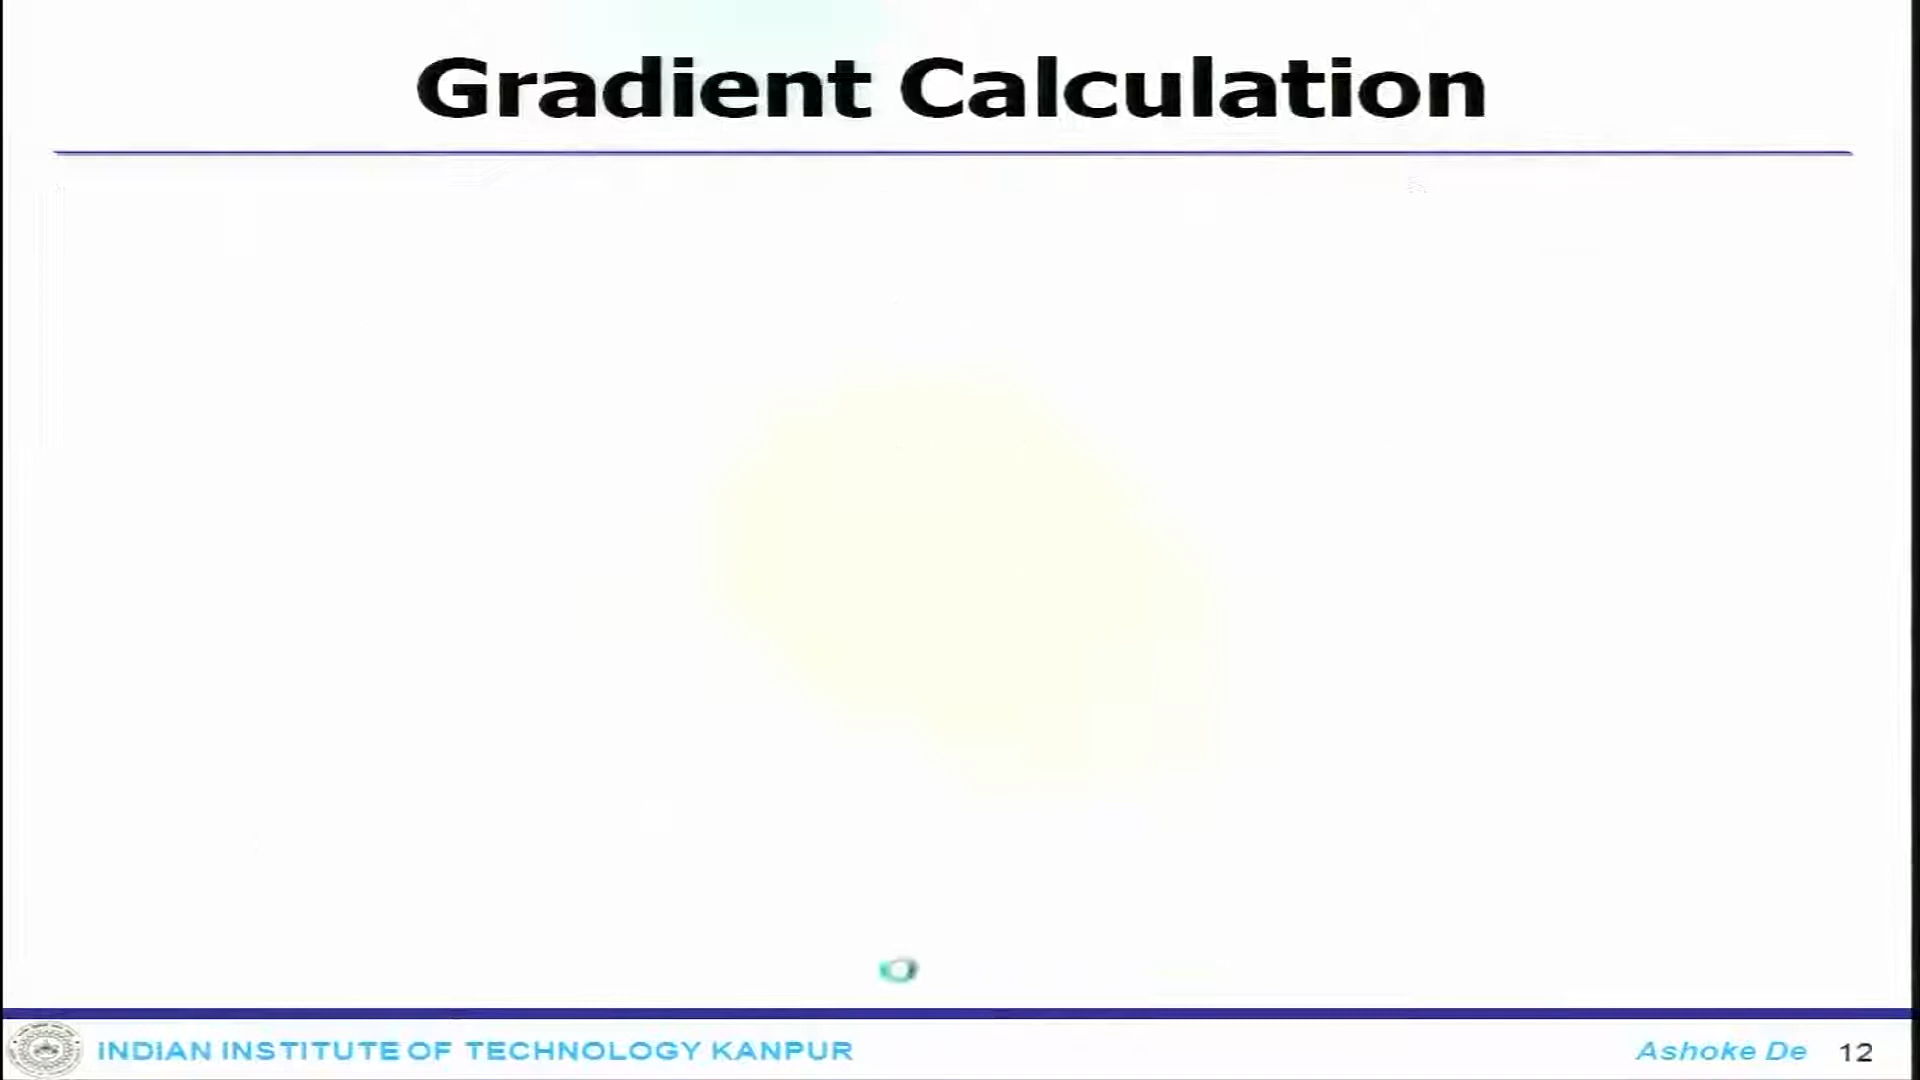 Gradient Calculation
INDIAN INSTITUTE OF TECHNOLOGY KANPUR
Ashoke De 12